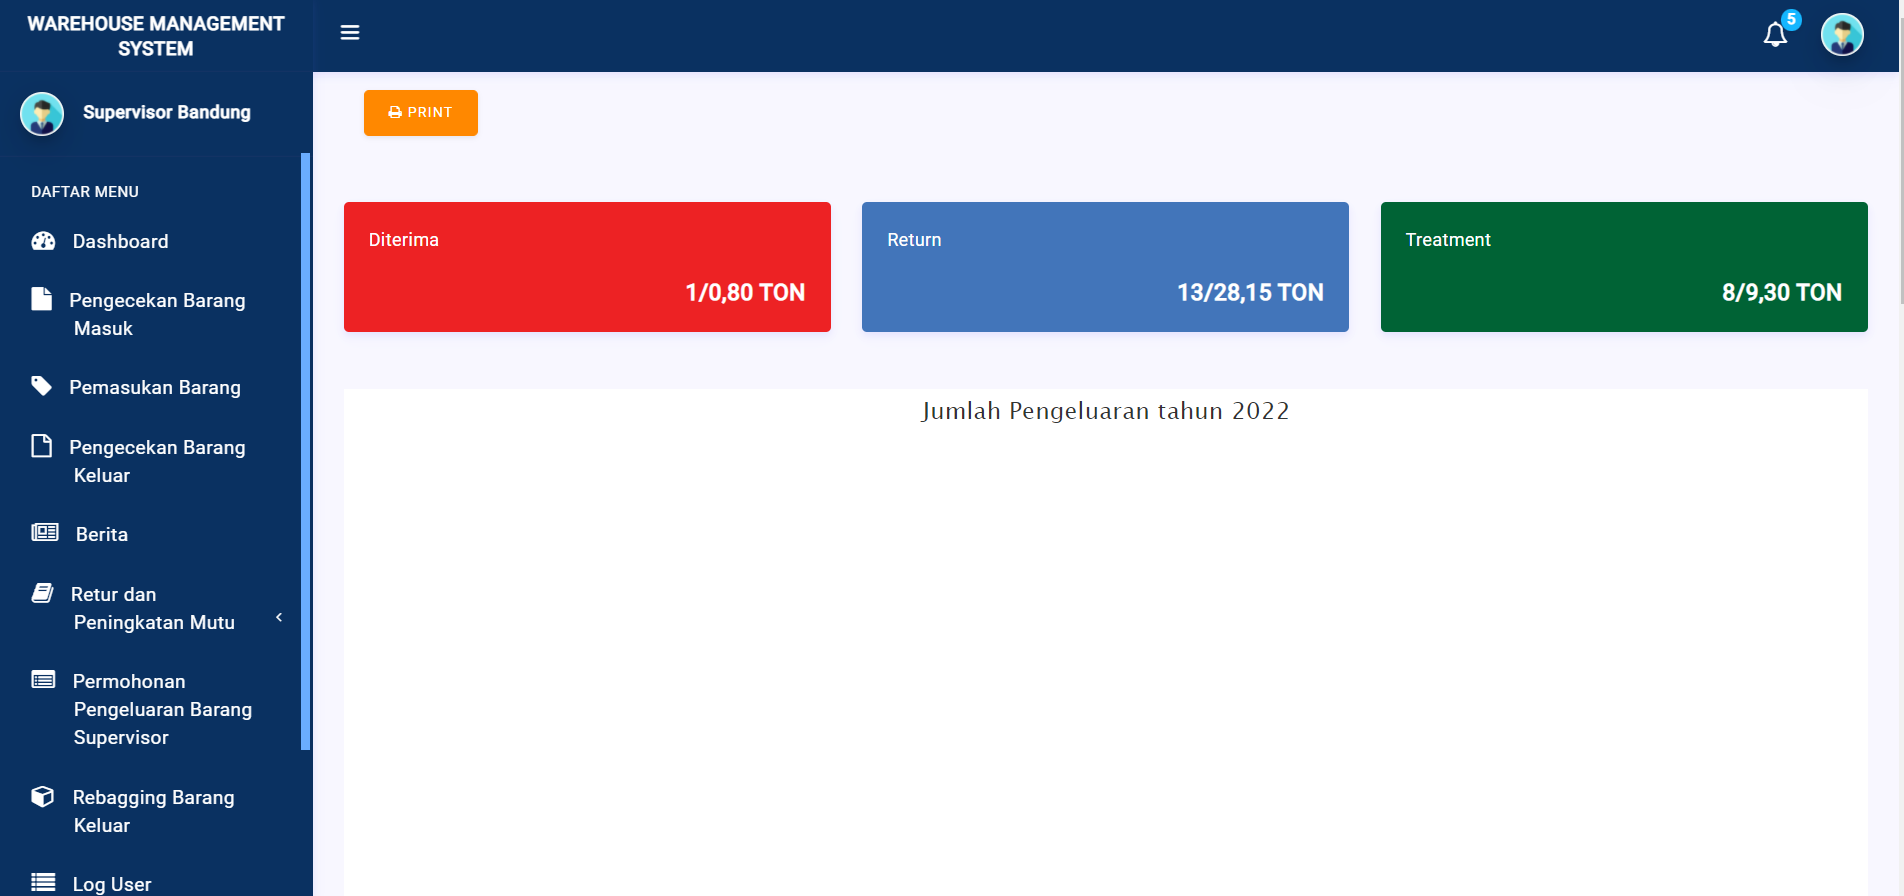 WAREHOUSE MANAGEMENT
SYSTEM
5
Supervisor Bandung
DAFTAR MENU
Dashboard
Pengecekan Barang
Masuk
Pemasukan Barang
Pengecekan Barang
Keluar
Berita
Retur dan
Peningkatan Mutu
Permohonan
Pengeluaran Barang
Supervisor
Rebagging Barang
Keluar
Log User
PRINT
Diterima
1/0,80 TON
Return
13/28,15 TON
Treatment
8/9,30 TON
Jumlah Pengeluaran tahun 2022